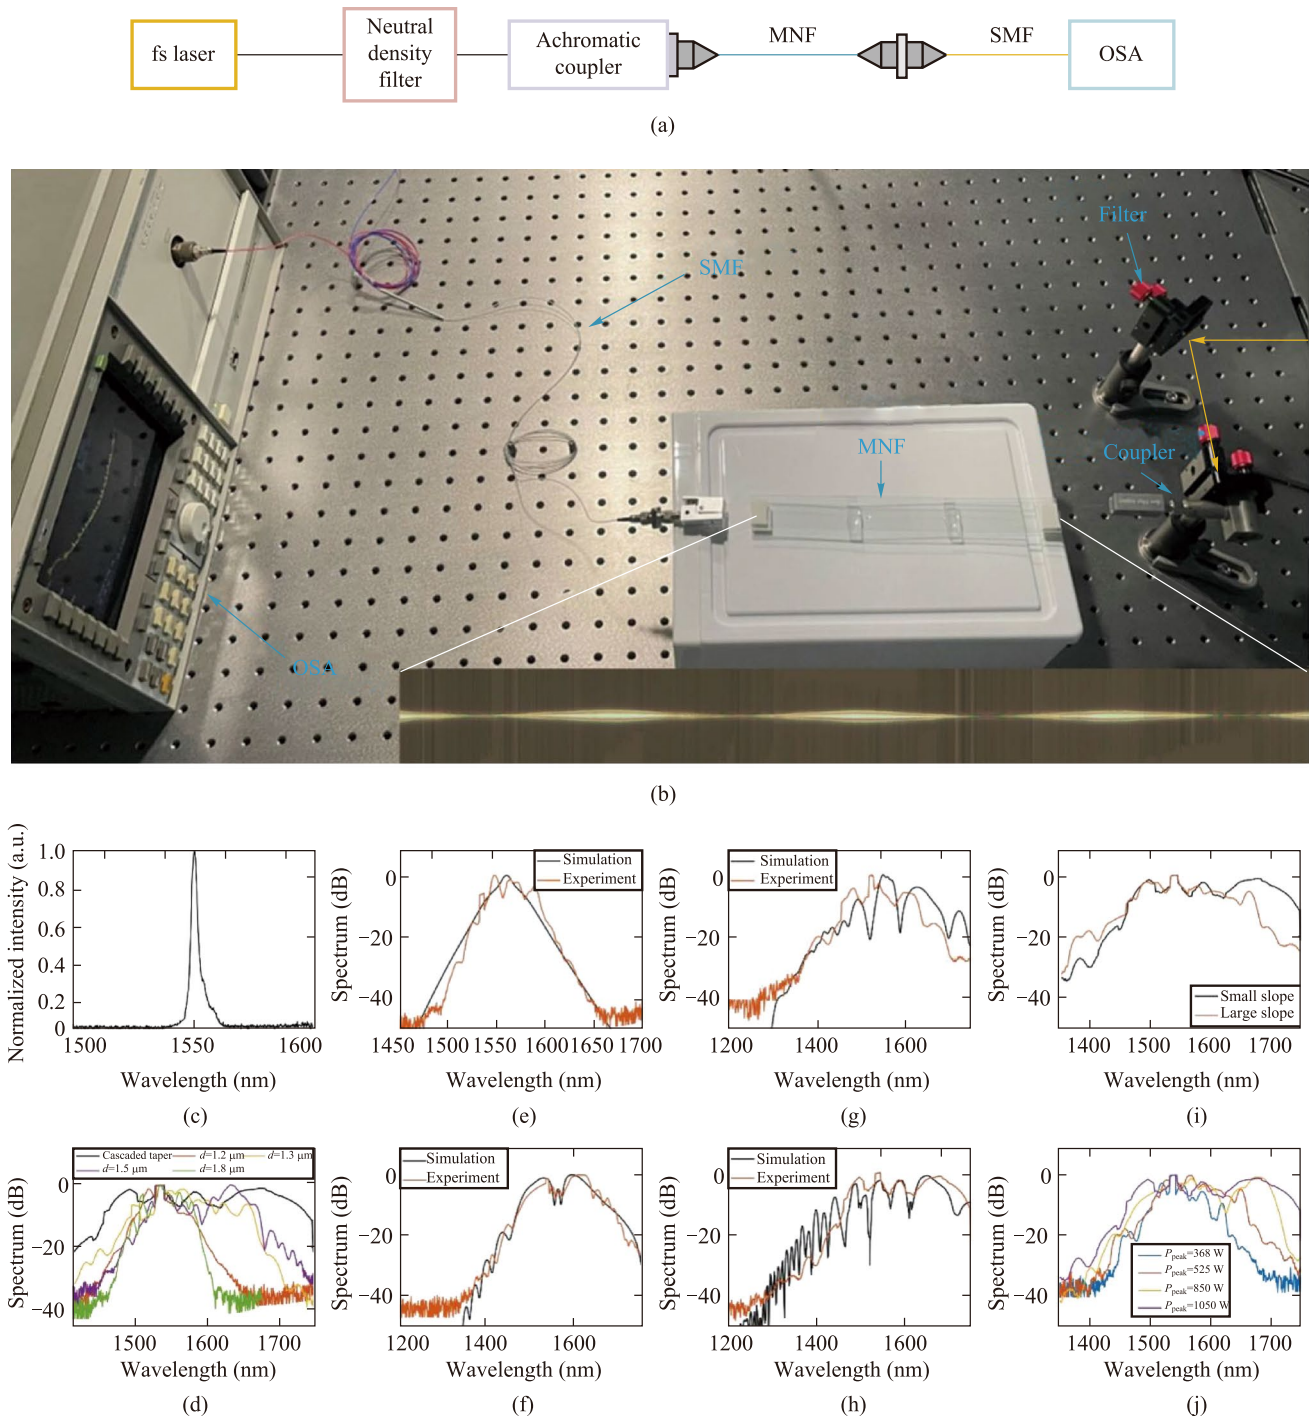 fs laser
Neutral
density
filter
Achromatic
coupler
MNF
SMF
OSA
(a)
Filter
SMF
MNF
Coupler
OSA
(b)
Normalized intensity (a.u.)
1.0
0.8
0.6
0.4
0.2
0
1500
1550
1600
Wavelength (nm)
(c)
Spectrum (dB)
0
−20
−40
Simulation
Experiment
1450
1500
1550
1600
1650
1700
Wavelength (nm)
(e)
Spectrum (dB)
0
−20
−40
Simulation
Experiment
1200
1400
1600
Wavelength (nm)
(g)
Spectrum (dB)
0
−20
−40
Small slope
Large slope
1400
1500
1600
1700
Wavelength (nm)
(i)
Spectrum (dB)
0
−20
−40
Cascaded taper d=1.2 μm d=1.3 μm
d=1.5 μm d=1.8 μm
1500
1600
1700
Wavelength (nm)
(d)
Spectrum (dB)
0
−20
−40
Simulation
Experiment
1200
1400
1600
Wavelength (nm)
(f)
Spectrum (dB)
0
−20
−40
Simulation
Experiment
1200
1400
1600
Wavelength (nm)
(h)
Spectrum (dB)
0
−20
−40
Ppeak=368 W
Ppeak=525 W
Ppeak=850 W
Ppeak=1050 W
1400
1500
1600
1700
Wavelength (nm)
(j)